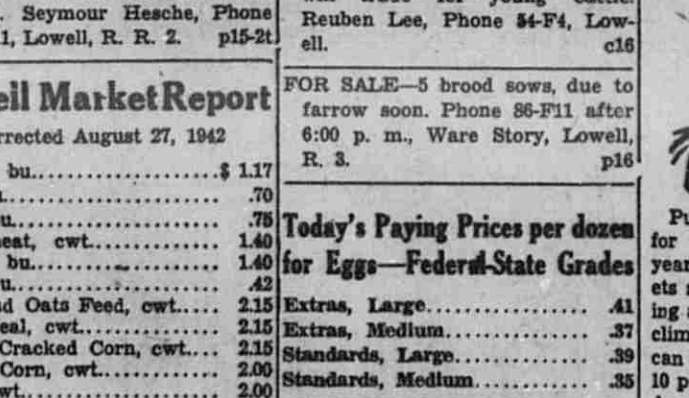 . Seymour Hesche, Phone
1, Lowell, R. R. 2. p15-2t
eil Market Report
rrected August 27, 1942
bu..................$ 1.17
.70
u.................... .75
eat, cwt............. 1.40
bu................... 1.40
u.................... .42
d Oats Feed, cwt..... 2.15
eal, cwt............. 2.15
Cracked Corn, cwt.... 2.15
Corn, cwt............ 2.00
wt................... 2.00
for young
Reuben Lee, Phone 84-F4, Low-
ell. c16
FOR SALE—5 brood sows, due to
farrow soon. Phone 86-F11 after
6:00 p. m., Ware Story, Lowell,
R. 3. p16
Today's Paying Prices per dozen
for Eggs—Federal-State Grades
Extras, Large................. .41
Extras, Medium................ .37
Standards, Large.............. .39
Standards, Medium............ .35
Pu
for
year
ets
ing
clim
can
10 p